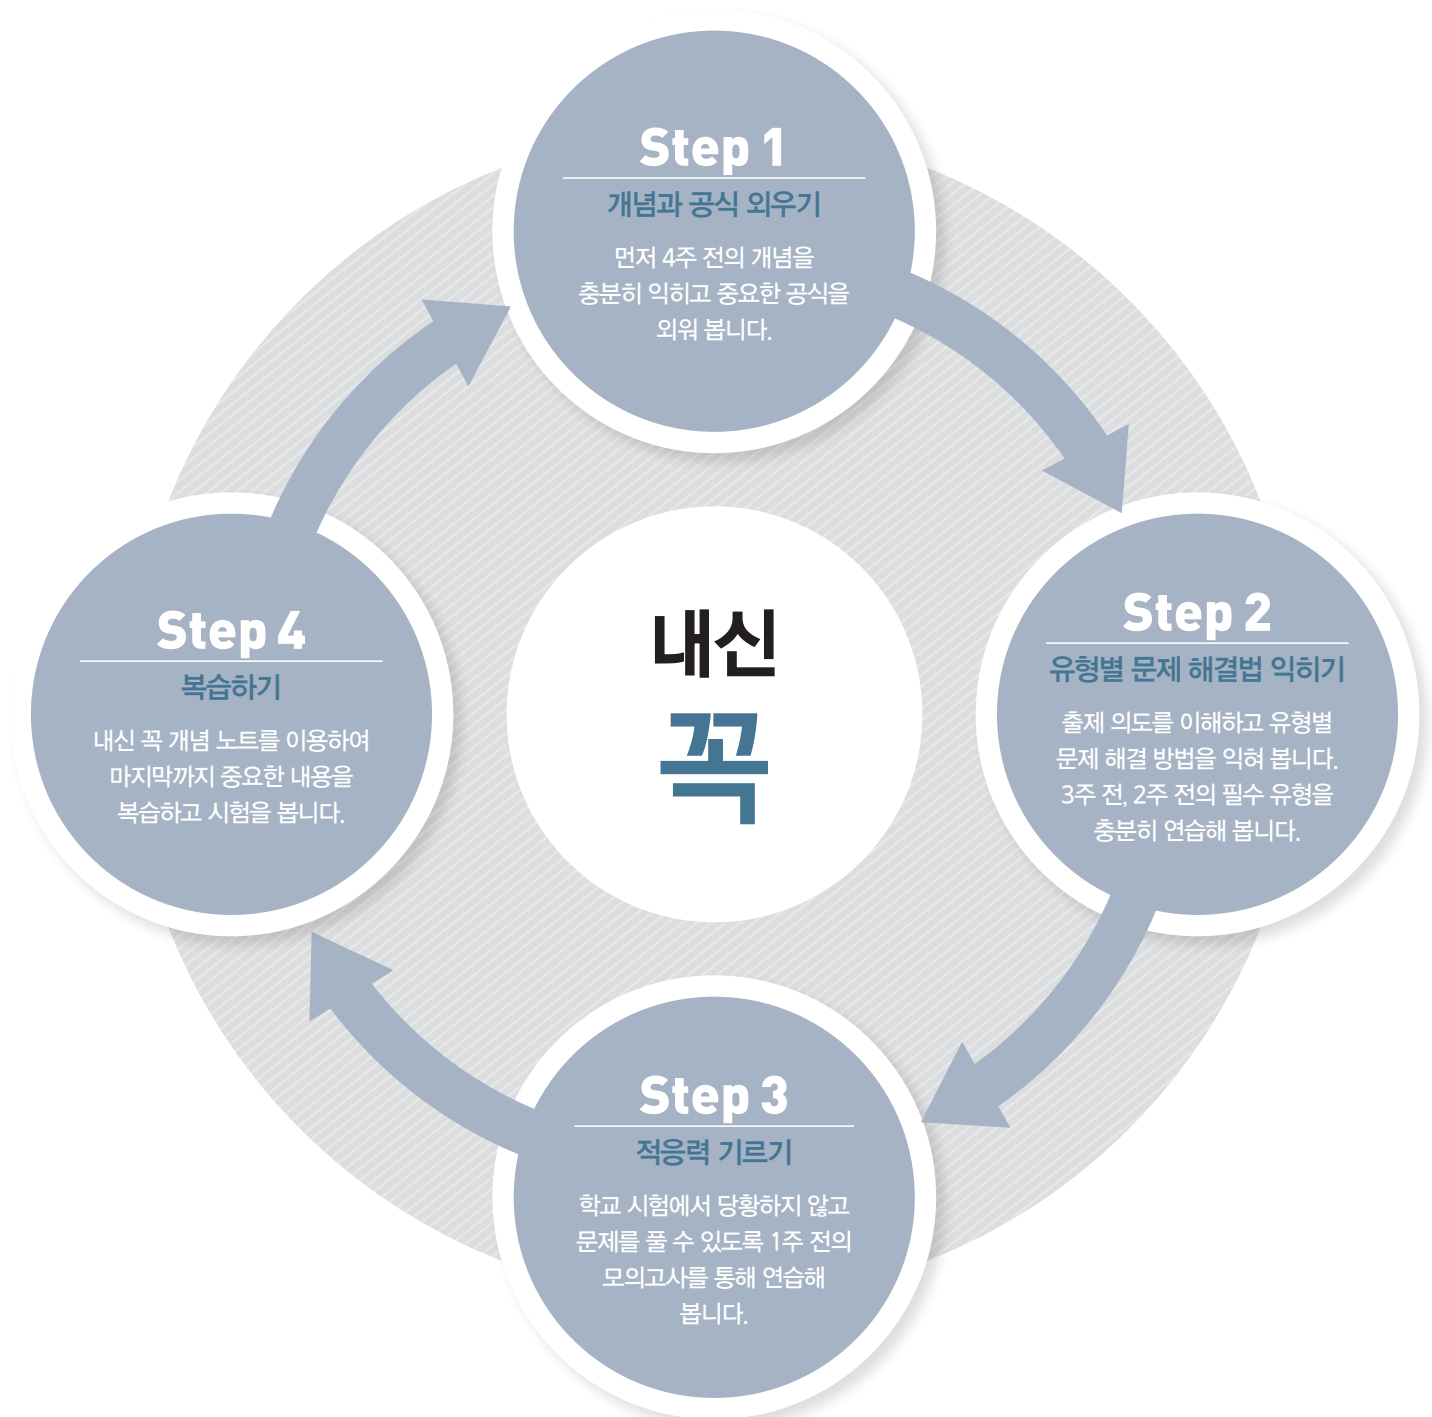 Step 1
개념과 공식 외우기
먼저 4주 전의 개념을
충분히 익히고 중요한 공식을
외워 봅니다.
Step 2
유형별 문제 해결법 익히기
출제 의도를 이해하고 유형별
문제 해결 방법을 익혀 봅니다.
3주 전, 2주 전의 필수 유형을
충분히 연습해 봅니다.
Step 3
적응력 기르기
학교 시험에서 당황하지 않고
문제를 풀 수 있도록 1주 전의
모의고사를 통해 연습해
봅니다.
Step 4
복습하기
내신 꼭 개념 노트를 이용하여
마지막까지 중요한 내용을
복습하고 시험을 봅니다.
내신
꼭